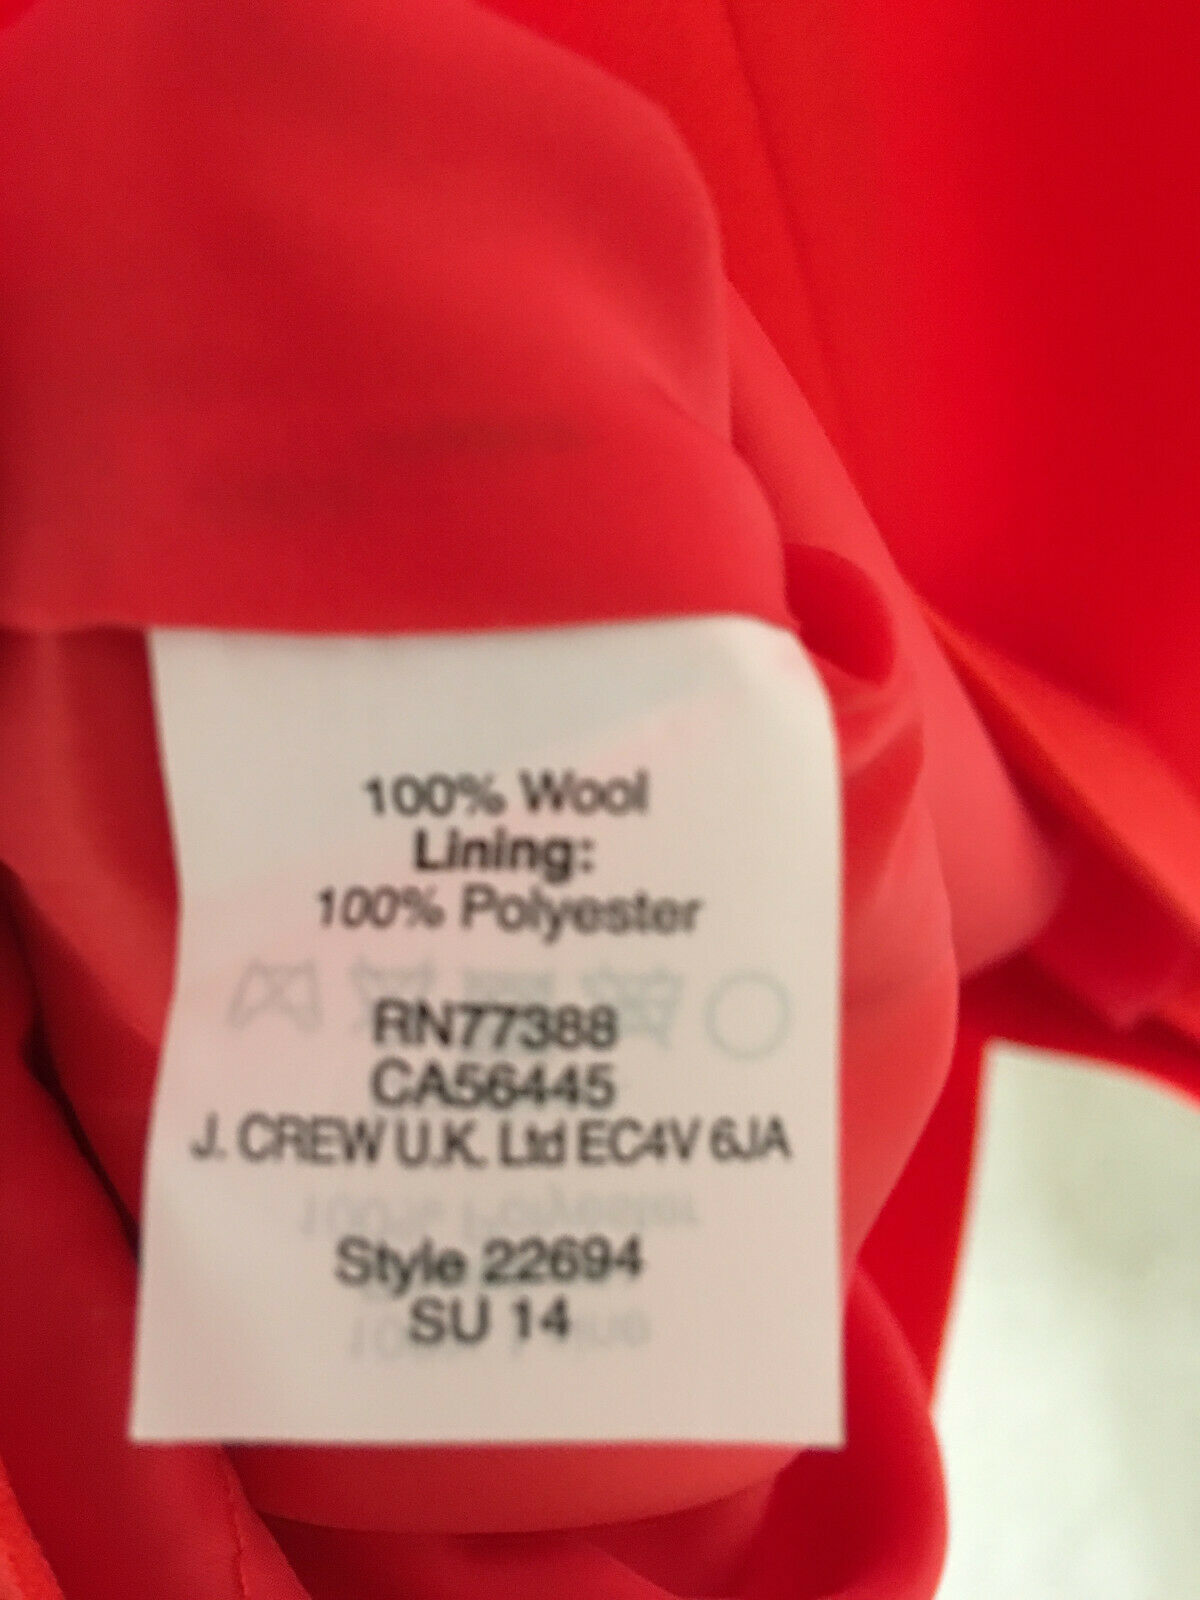 100% Wool
Lining:
100% Polyester
RN77388
CA56445
J. CREW U.K. Ltd EC4V 6JA
Style 22694
SU 14